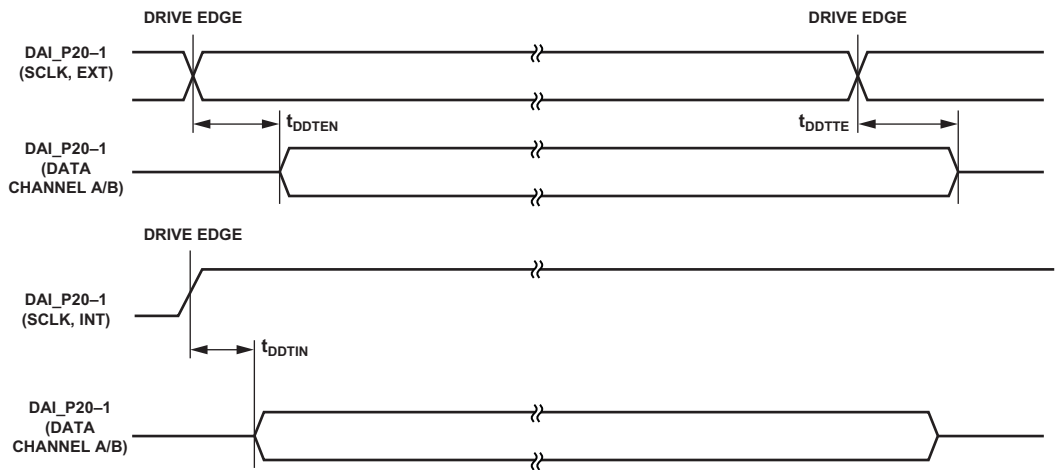 DRIVE EDGE
DRIVE EDGE
DAI_P20–1
(SCLK, EXT)
tDDTEN
tDDTTE
DAI_P20–1
(DATA
CHANNEL A/B)
DRIVE EDGE
DAI_P20–1
(SCLK, INT)
tDDTIN
DAI_P20–1
(DATA
CHANNEL A/B)